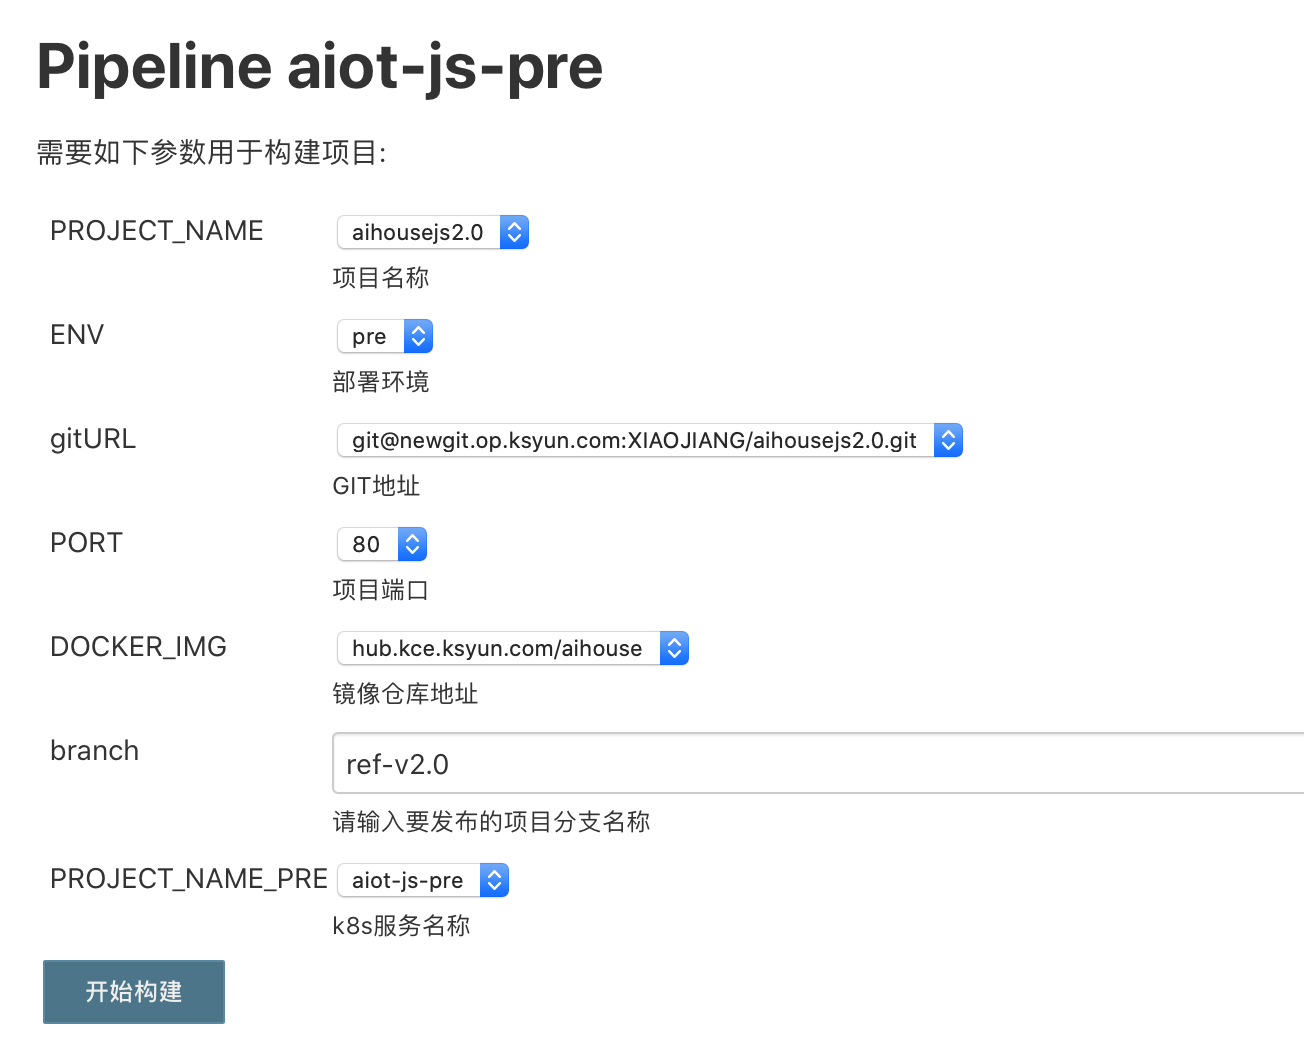 Pipeline aiot-js-pre
需要如下参数用于构建项目:
PROJECT_NAME
aihousejs2.0
项目名称
ENV
pre
部署环境
gitURL
git@newgit.op.ksyun.com:XIAOJIANG/aihousejs2.0.git
GIT地址
PORT
80
项目端口
DOCKER_IMG
hub.kce.ksyun.com/aihouse
镜像仓库地址
branch
ref-v2.0
请输入要发布的项目分支名称
PROJECT_NAME_PRE
aiot-js-pre
k8s服务名称
开始构建